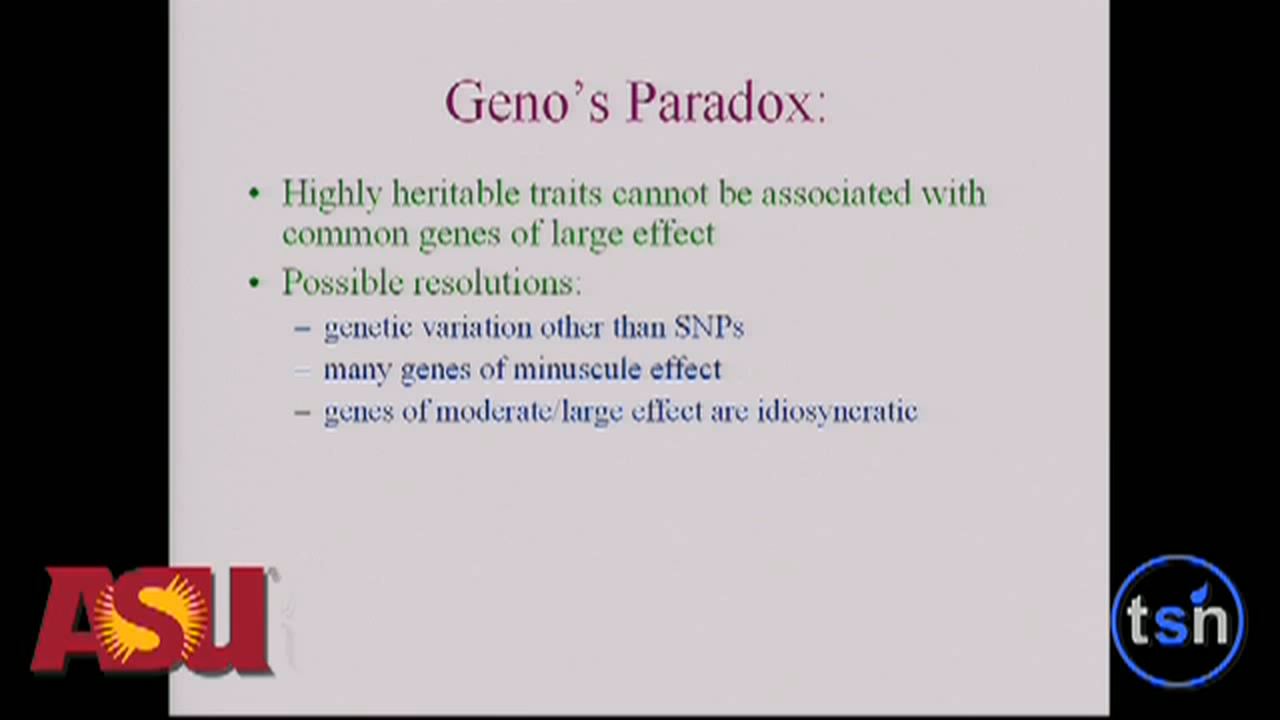 Geno's Paradox:
• Highly heritable traits cannot be associated with
common genes of large effect
• Possible resolutions:
– genetic variation other than SNPs
– many genes of minuscule effect
– genes of moderate/large effect are idiosyncratic
ASU
tsn